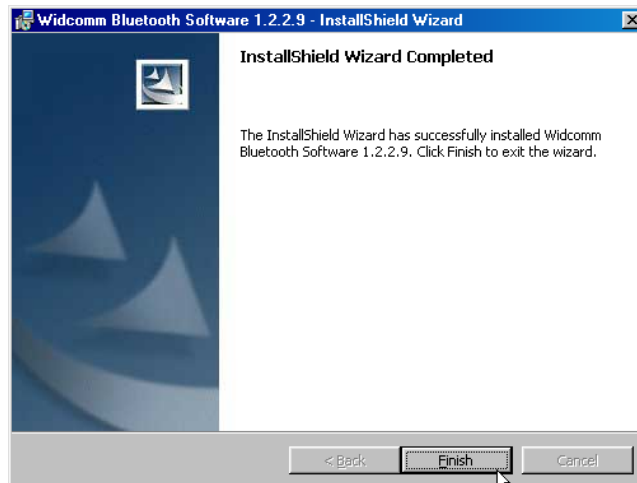 Widcomm Bluetooth Software 1.2.2.9 - InstallShield Wizard
InstallShield Wizard Completed
The InstallShield Wizard has successfully installed Widcomm
Bluetooth Software 1.2.2.9. Click Finish to exit the wizard.
< Back Finish Cancel